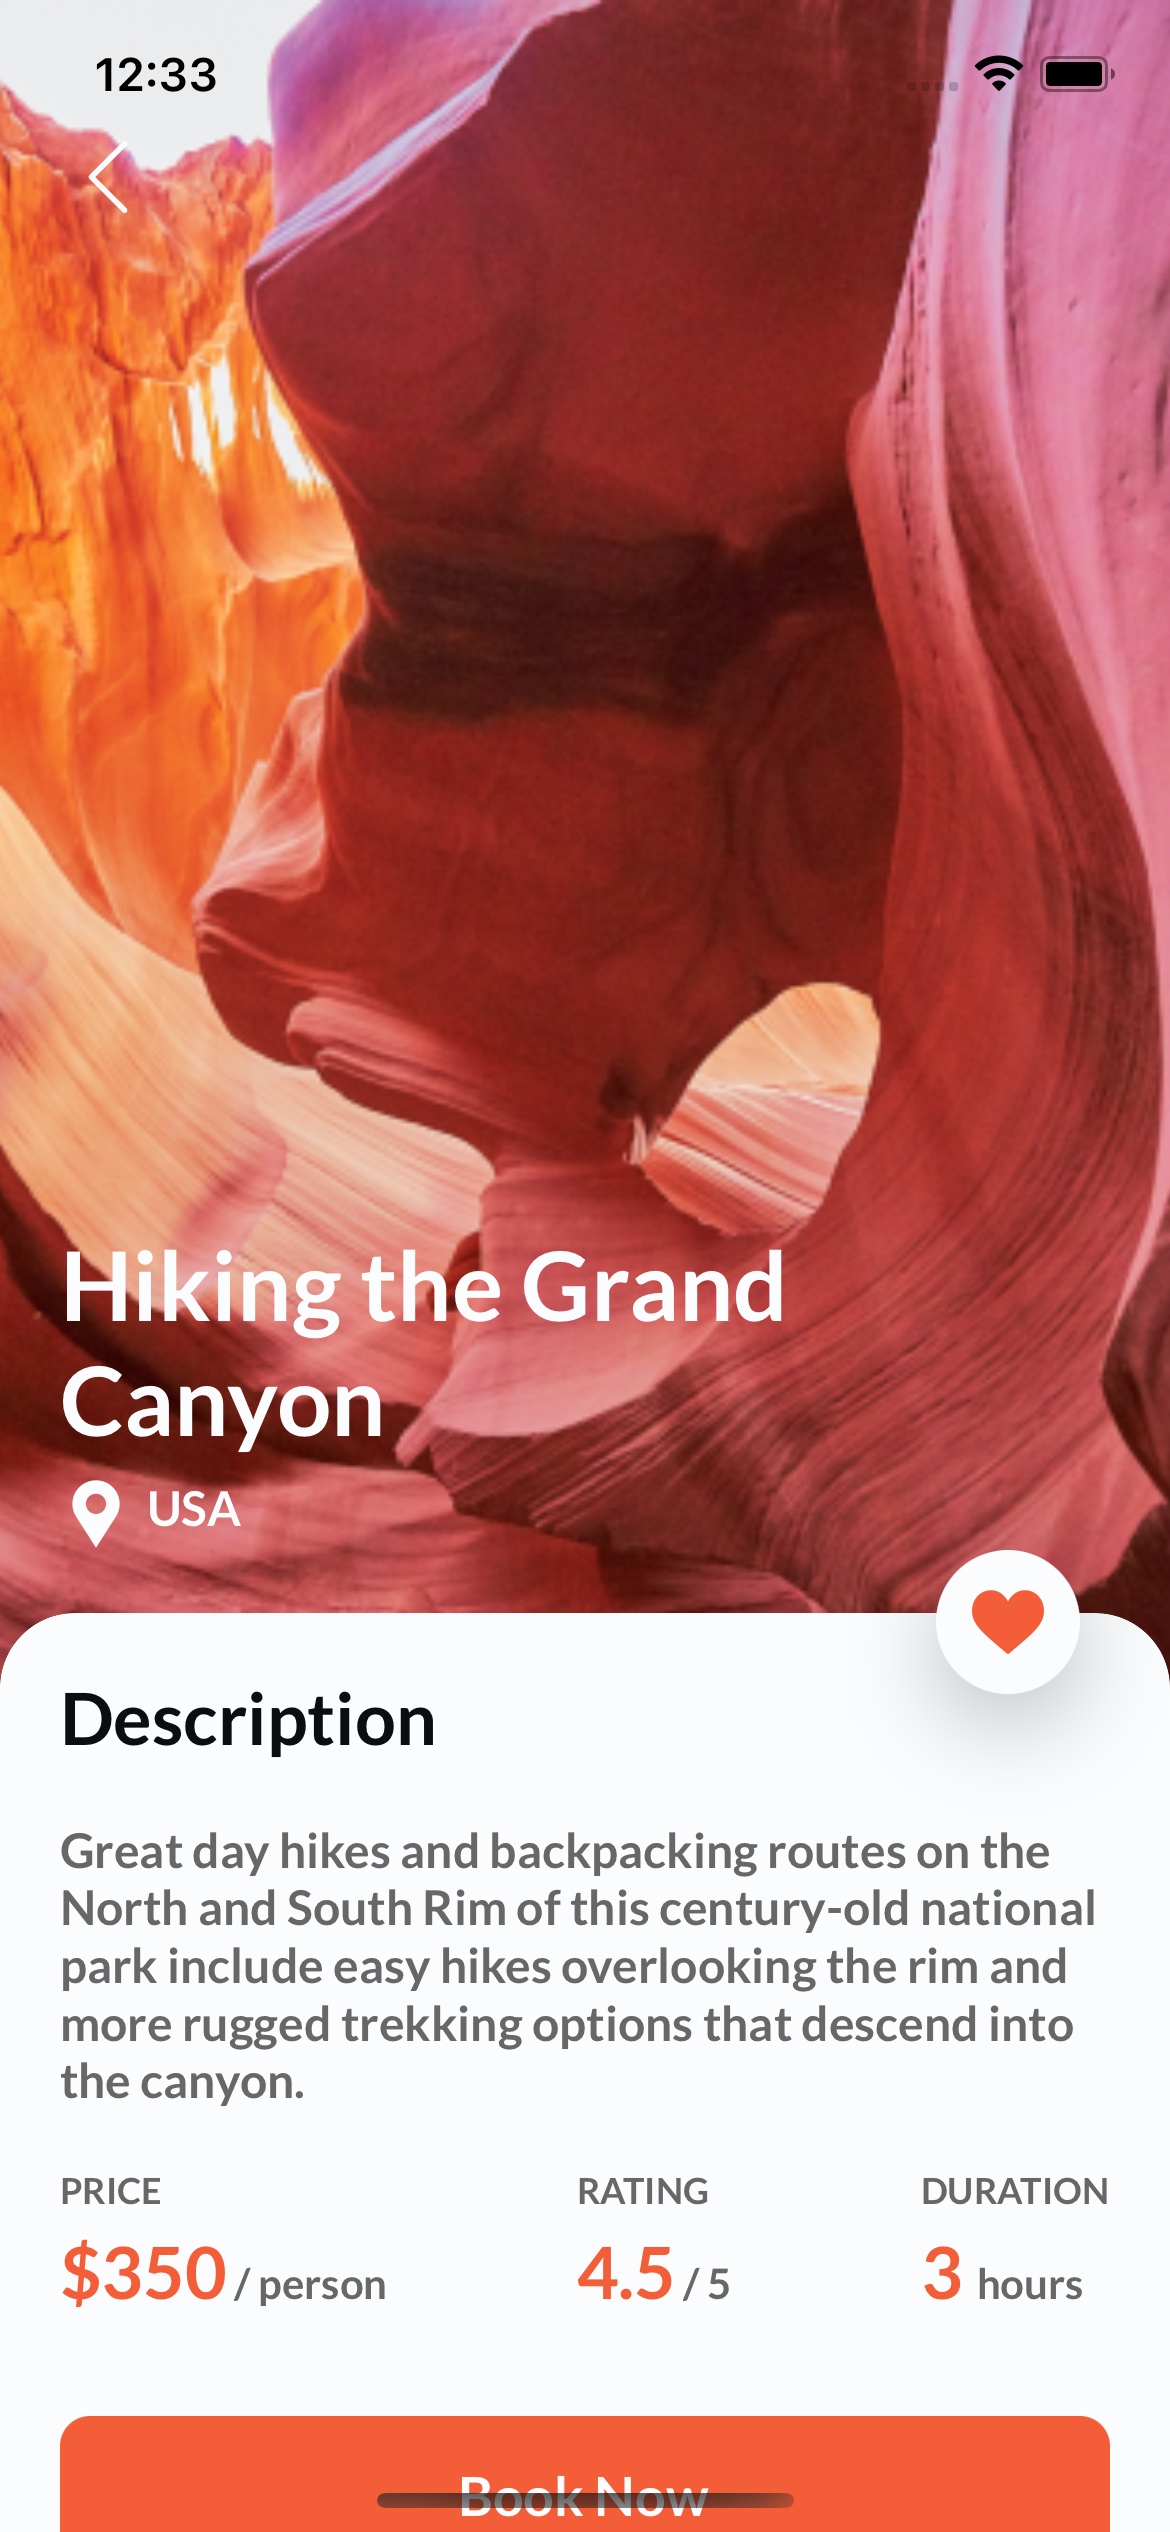 12:33
Hiking the Grand
Canyon
USA
Description
Great day hikes and backpacking routes on the
North and South Rim of this century-old national
park include easy hikes overlooking the rim and
more rugged trekking options that descend into
the canyon.
PRICE RATING DURATION
$350 / person 4.5 / 5 3 hours
Book Now